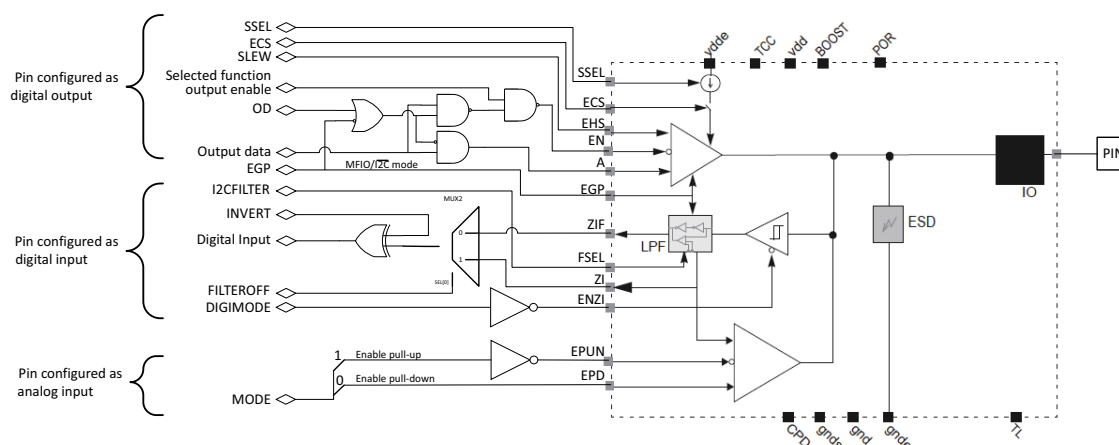 Pin configured as
digital output
SSEL
ECS
SLEW
Selected function
output enable
OD
Output data
EGP
MFIO/I2C mode
Pin configured as
digital input
I2CFILTER
INVERT
Digital Input
FILTEROFF
DIGIMODE
MUX2
0
1
SEL[0]
Pin configured as
analog input
MODE
1
Enable pull-up
0
Enable pull-down
SSEL
ECS
EHS
EN
A
EGP
ZIF
FSEL
ZI
ENZI
EPUN
EPD
vdde
TCC
vdd
BOOST
POR
LPF
ESD
IO
PIN
CPD
gnds
gnd
TL